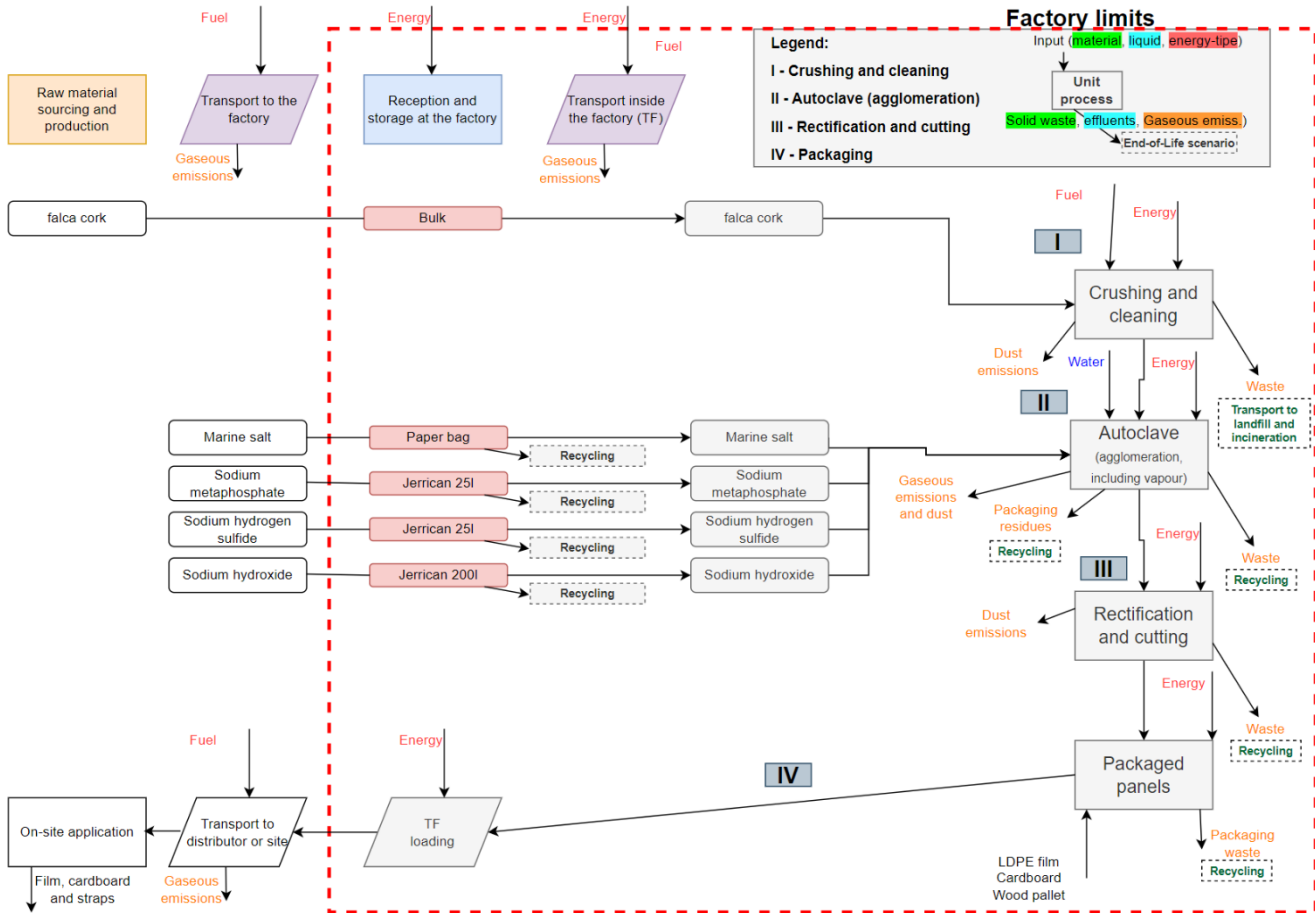 Factory limits
Fuel
Energy
Energy
Fuel
Legend:
I - Crushing and cleaning
II - Autoclave (agglomeration)
III - Rectification and cutting
IV - Packaging
Input (material, liquid, energy-tipe)
Unit
process
Solid waste, effluents, Gaseous emiss.)
End-of-Life scenario
Raw material
sourcing and
production
Transport to the
factory
Reception and
storage at the factory
Transport inside
the factory (TF)
Gaseous
emissions
Gaseous
emissions
falca cork
Bulk
falca cork
Fuel
Energy
I
Crushing and
cleaning
Dust
emissions
Water
Energy
Waste
Transport to
landfill and
incineration
II
Marine salt
Paper bag
Recycling
Marine salt
Sodium
metaphosphate
Jerrican 25l
Recycling
Sodium
metaphosphate
Sodium hydrogen
sulfide
Jerrican 25l
Recycling
Sodium hydrogen
sulfide
Sodium hydroxide
Jerrican 200l
Recycling
Sodium hydroxide
Autoclave
(agglomeration,
including vapour)
Gaseous
emissions
and dust
Packaging
residues
Recycling
Energy
Waste
Recycling
III
Rectification
and cutting
Dust
emissions
Energy
Waste
Recycling
Packaged
panels
IV
Fuel
Energy
On-site application
Transport to
distributor or site
TF
loading
Film, cardboard
and straps
Gaseous
emissions
LDPE film
Cardboard
Wood pallet
Packaging
waste
Recycling